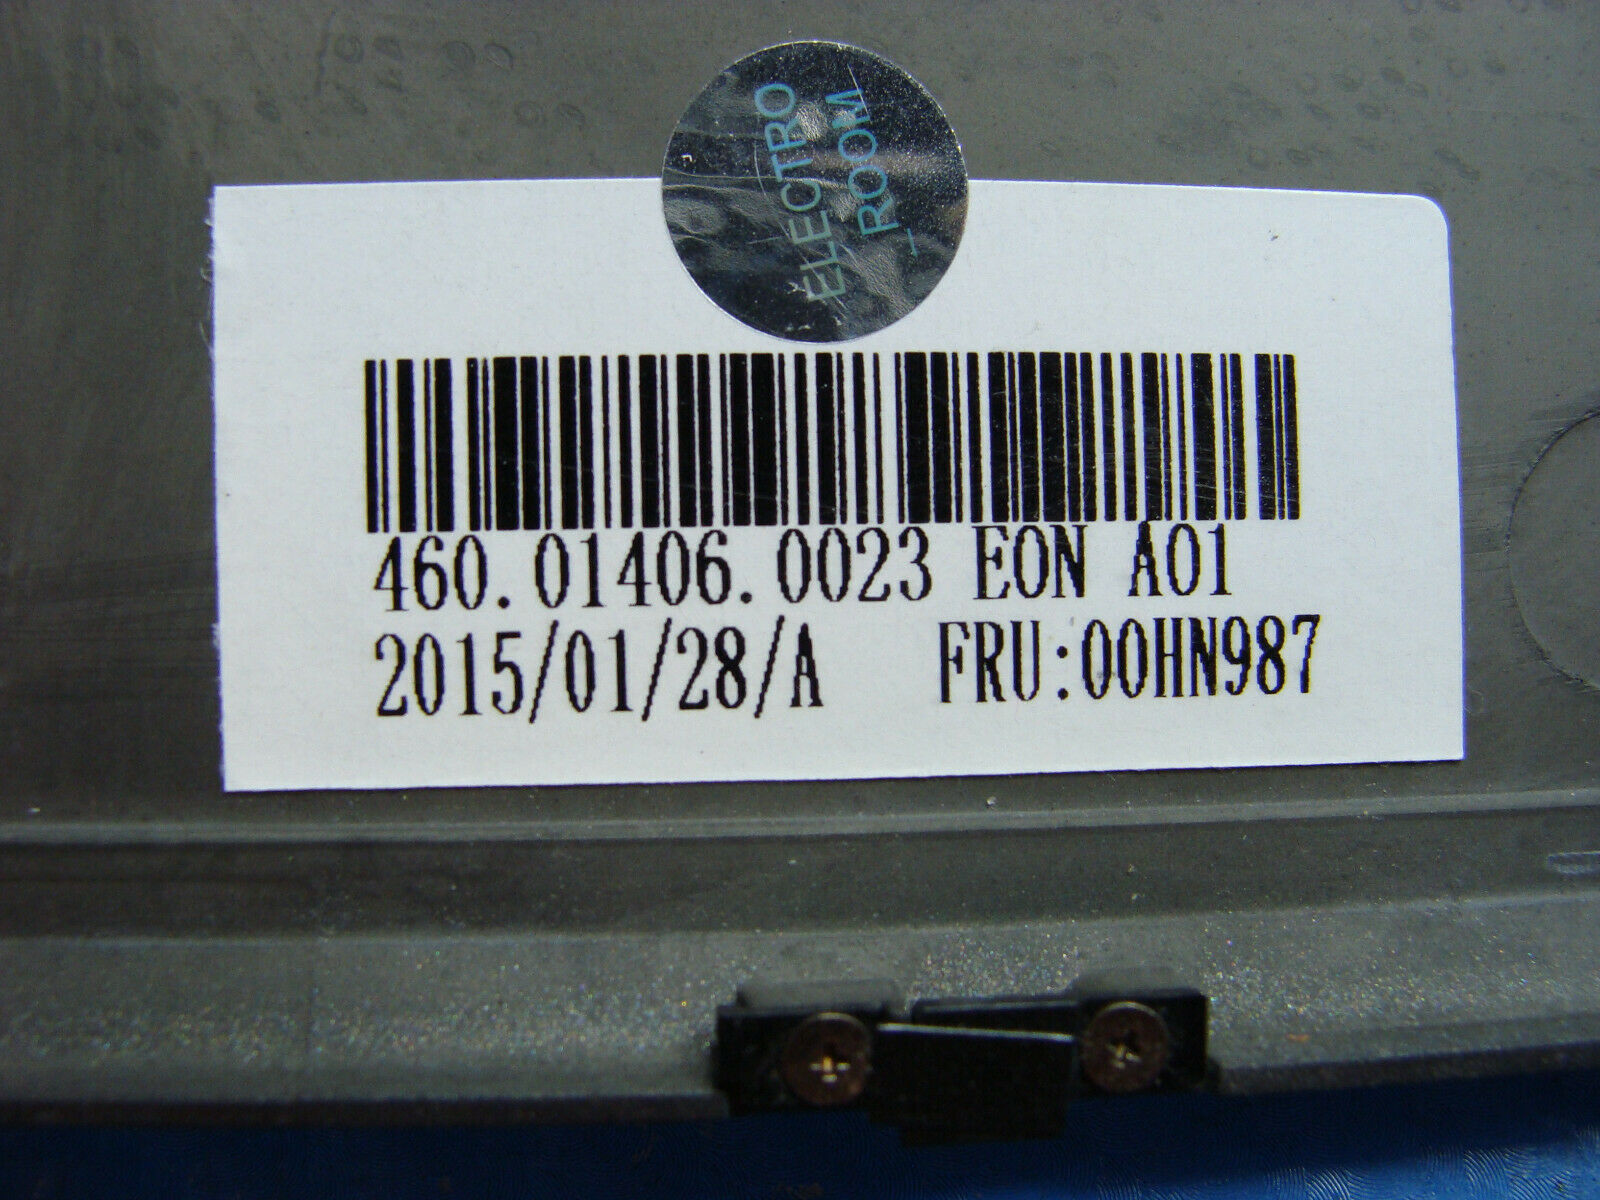 ELECTRO
ROOM
460.01406.0023 EON A01
2015/01/28/A FRU:00HN987